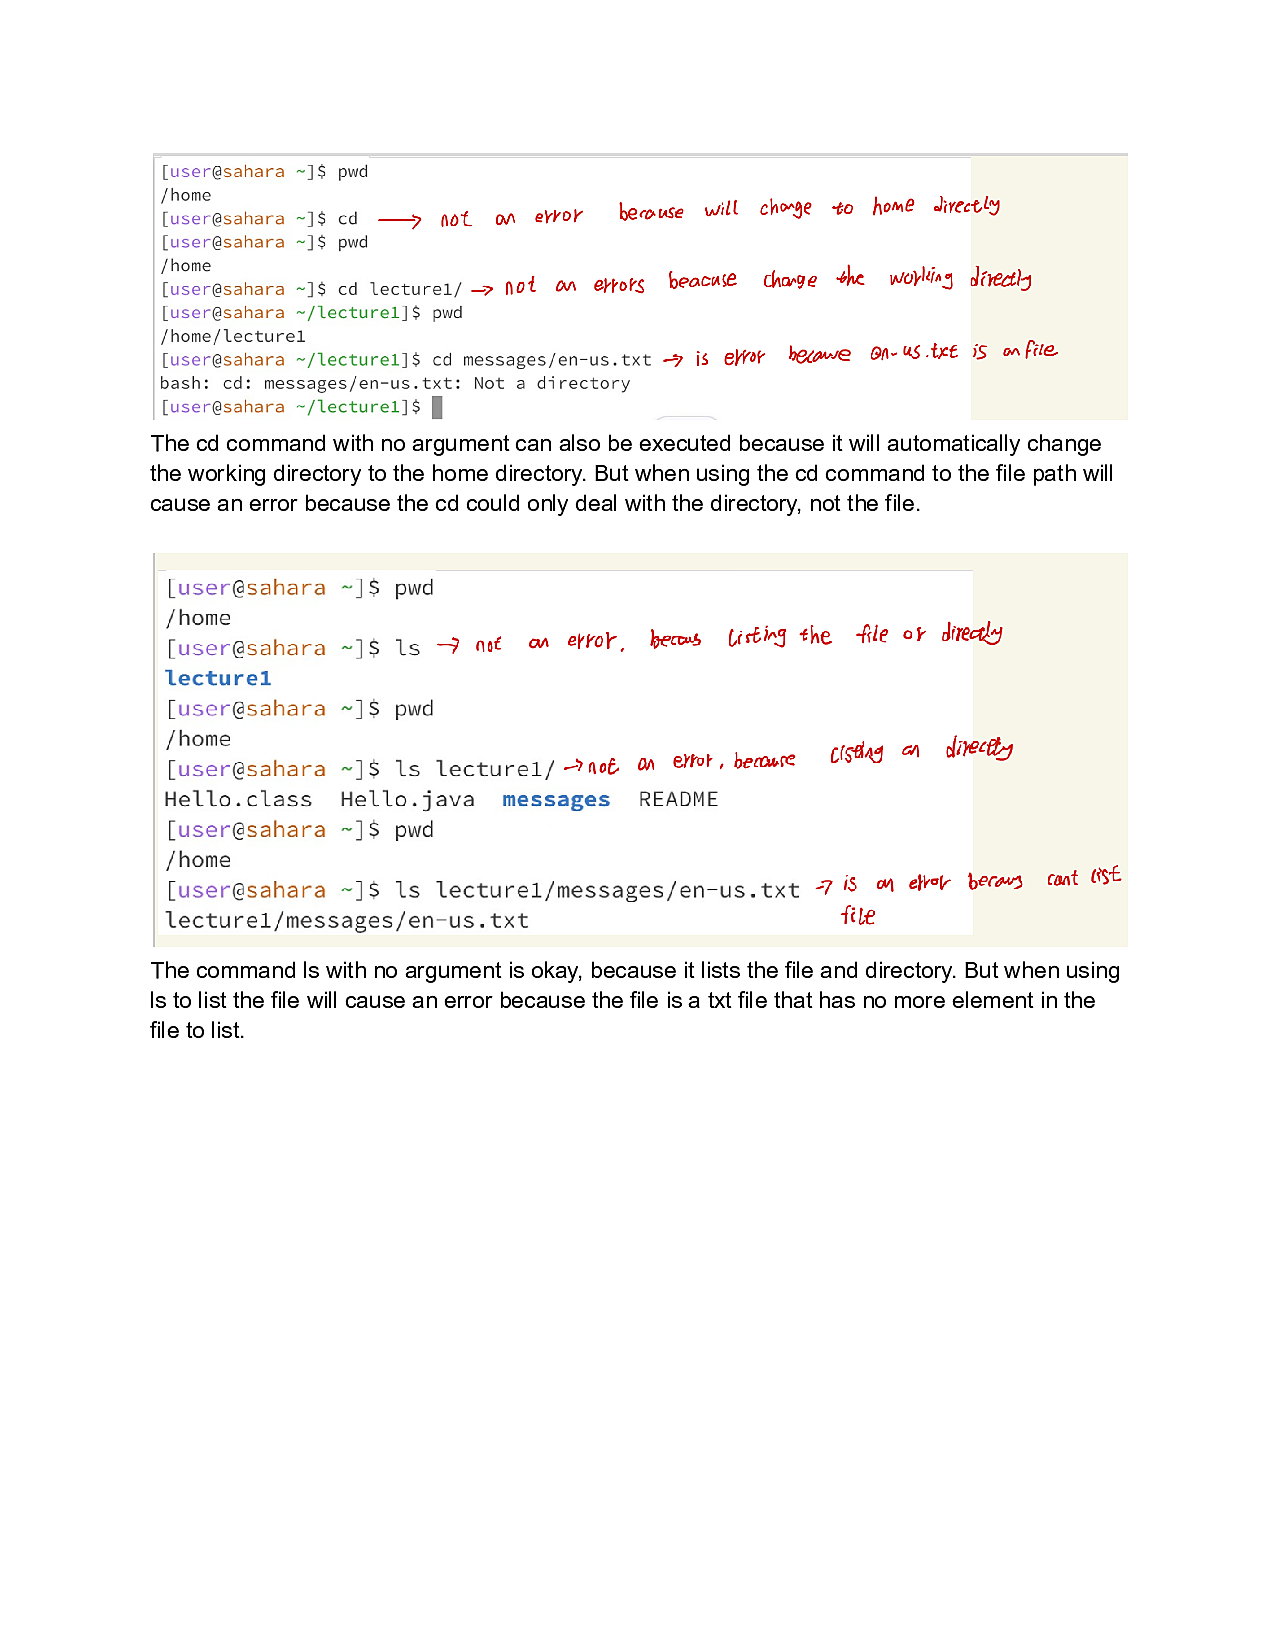 [user@sahara ~]$ pwd
/home
[user@sahara ~]$ cd → not an error because will change to home directly
[user@sahara ~]$ pwd
/home
[user@sahara ~]$ cd lecture1/ → not an errors beacuse change the working directly
[user@sahara ~/lecture1]$ pwd
/home/lecture1
[user@sahara ~/lecture1]$ cd messages/en-us.txt → is error because en-us.txt is an file
bash: cd: messages/en-us.txt: Not a directory
[user@sahara ~/lecture1]$
The cd command with no argument can also be executed because it will automatically change
the working directory to the home directory. But when using the cd command to the file path will
cause an error because the cd could only deal with the directory, not the file.
[user@sahara ~]$ pwd
/home
[user@sahara ~]$ ls → not an error, becaus listing the file or directly
lecture1
[user@sahara ~]$ pwd
/home
[user@sahara ~]$ ls lecture1/ → not an error, because listing an directly
Hello.class Hello.java messages README
[user@sahara ~]$ pwd
/home
[user@sahara ~]$ ls lecture1/messages/en-us.txt → is an error becaus cant list
file
lecture1/messages/en-us.txt
The command ls with no argument is okay, because it lists the file and directory. But when using
ls to list the file will cause an error because the file is a txt file that has no more element in the
file to list.